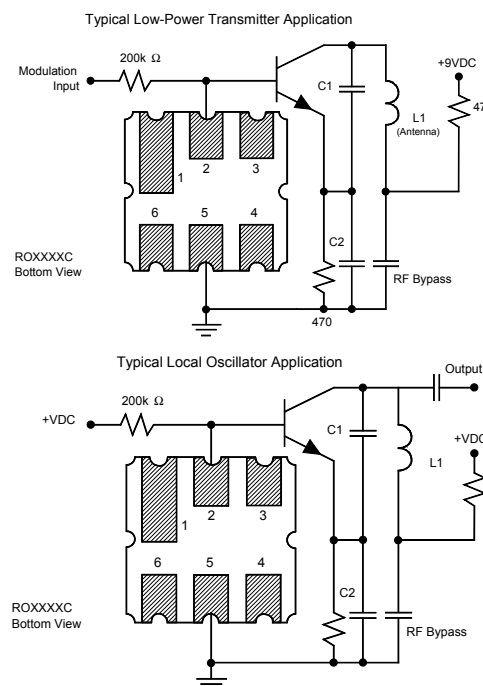 Typical Low-Power Transmitter Application
200k Ω
Modulation
Input
C1
+9VDC
47
L1
(Antenna)
1
2
3
6
5
4
ROXXXXC
Bottom View
C2
RF Bypass
470
Typical Local Oscillator Application
Output
200k Ω
+VDC
C1
+VDC
L1
1
2
3
6
5
4
ROXXXXC
Bottom View
C2
RF Bypass